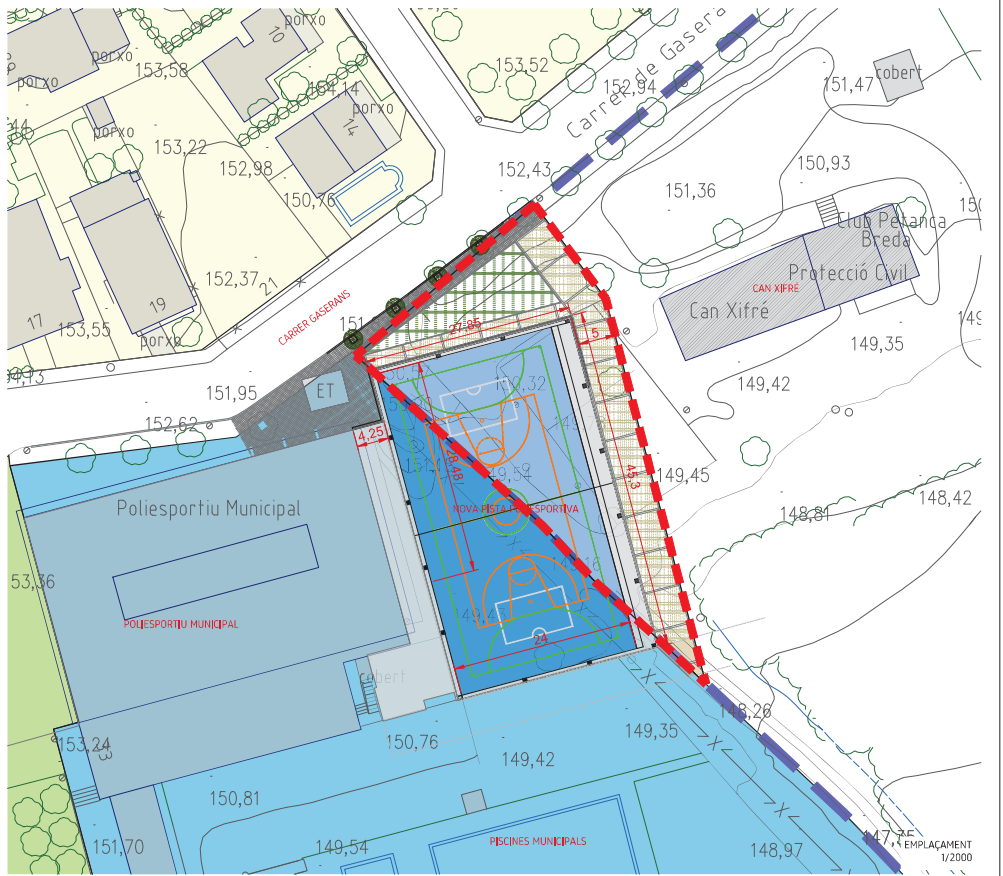 porxo
10
porxo
porxo
153,58
porxo
153,52
Carrer de Gasera
152,94
151,47
cobert
154,14
porxo
14
porxo
153,22
152,98
152,43
150,93
151,36
150,76
Club Petanca
Breda
Protecció Civil
CAN XIFRÉ
Can Xifré
152,37
21
19
17
153,55
porxo
CARRER GASERANS
151
27.85
5
149,35
149,42
151,95
ET
152,62
4,25
28.48
45,3
149,45
148,42
148,81
Poliesportiu Municipal
NOVA PISTA POLIESPORTIVA
53,36
POLIESPORTIU MUNICIPAL
24
cobert
148,26
149,35
153,24
150,76
149,42
150,81
151,70
149,54
PISCINES MUNICIPALS
148,97
147,75
EMPLAÇAMENT
1/2000